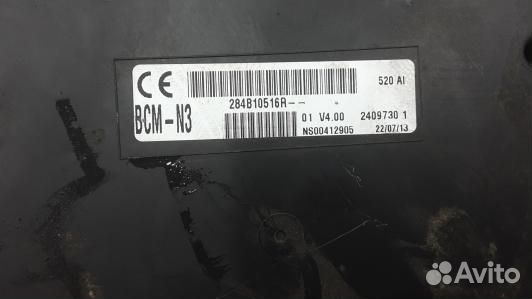 CE
520 AI
284B10516R--
BCM-N3
01 V4.00 2409730 1
NS00412905 22/07/13
Avito